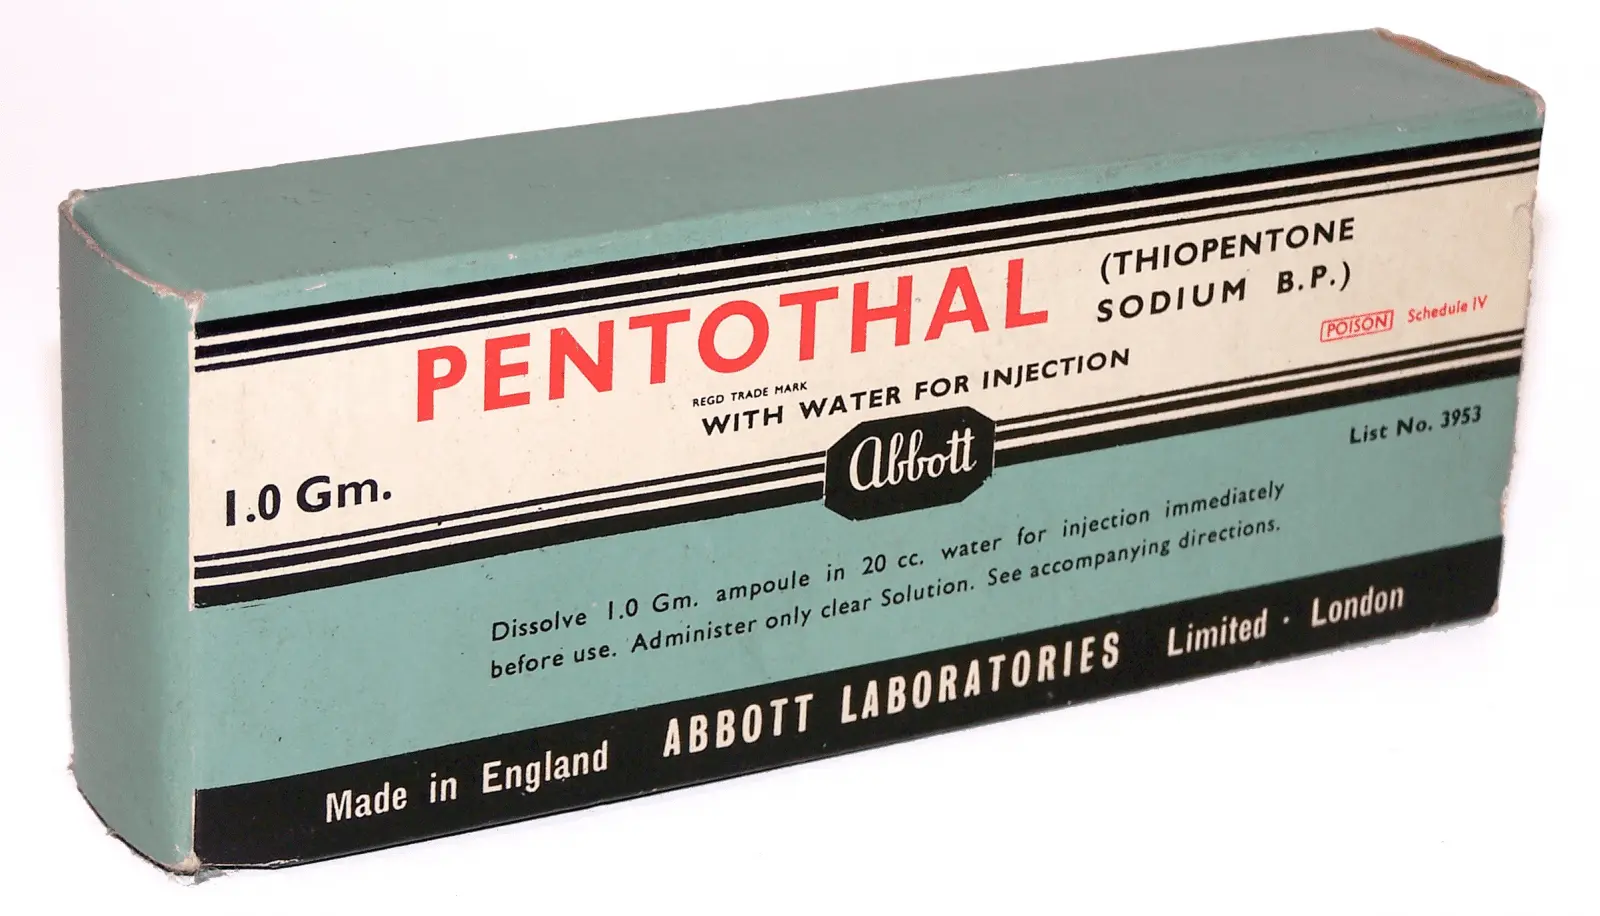 PENTOTHAL
(THIOPENTONE
SODIUM B.P.)
POISON Schedule IV
REGD TRADE MARK
WITH WATER FOR INJECTION
1.0 Gm.
Abbott
List No. 3953
Dissolve 1.0 Gm. ampoule in 20 cc. water for injection immediately
before use. Administer only clear Solution. See accompanying directions.
Made in England ABBOTT LABORATORIES Limited · London